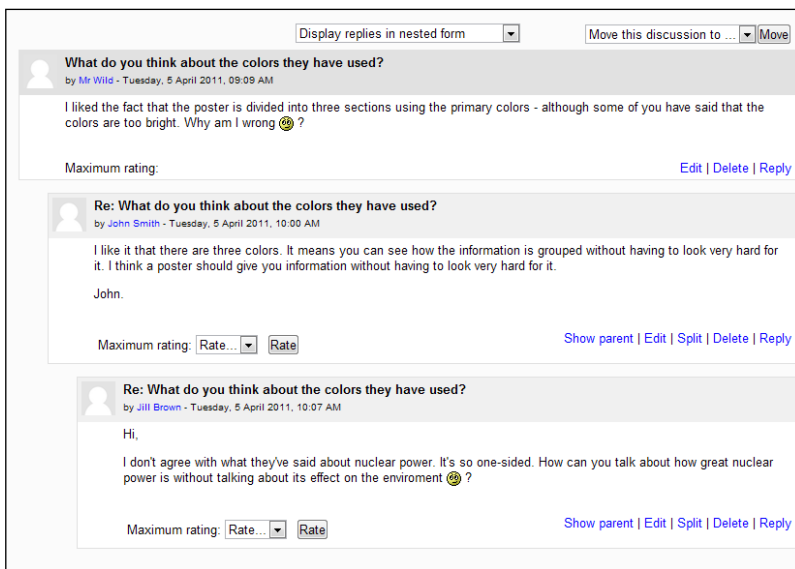 Display replies in nested form
Move this discussion to ... Move
What do you think about the colors they have used?
by Mr Wild - Tuesday, 5 April 2011, 09:09 AM
I liked the fact that the poster is divided into three sections using the primary colors - although some of you have said that the
colors are too bright. Why am I wrong ?
Maximum rating:
Edit | Delete | Reply
Re: What do you think about the colors they have used?
by John Smith - Tuesday, 5 April 2011, 10:00 AM
I like it that there are three colors. It means you can see how the information is grouped without having to look very hard for
it. I think a poster should give you information without having to look very hard for it.
John.
Maximum rating: Rate... Rate
Show parent | Edit | Split | Delete | Reply
Re: What do you think about the colors they have used?
by Jill Brown - Tuesday, 5 April 2011, 10:07 AM
Hi,
I don't agree with what they've said about nuclear power. It's so one-sided. How can you talk about how great nuclear
power is without talking about its effect on the enviroment ?
Maximum rating: Rate... Rate
Show parent | Edit | Split | Delete | Reply